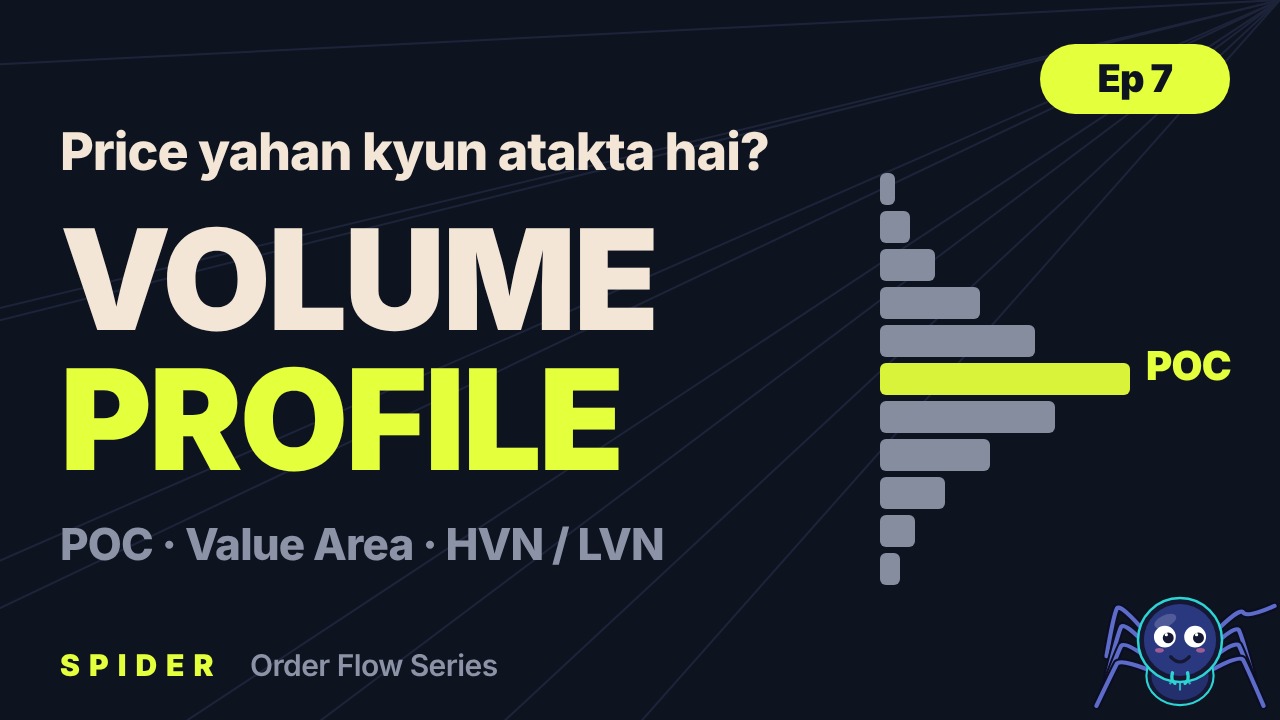 Ep 7
Price yahan kyun atakta hai?
VOLUME
PROFILE
POC
POC · Value Area · HVN / LVN
SPIDER Order Flow Series